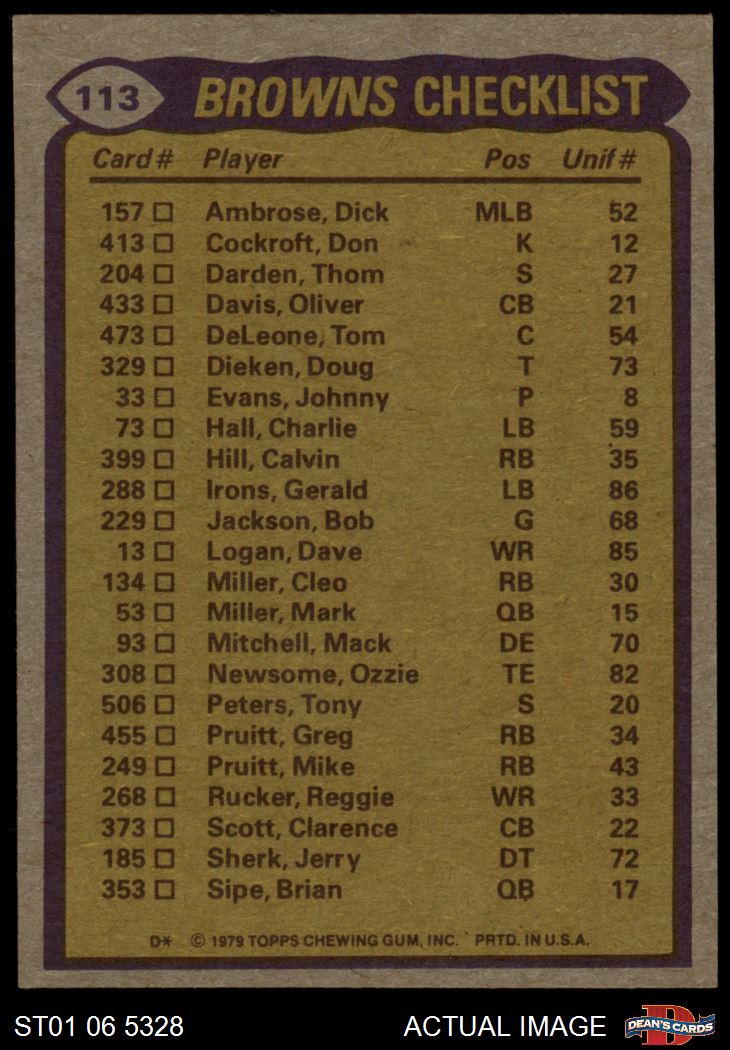 113 BROWNS CHECKLIST
Card # Player Pos Unif #
157 □ Ambrose, Dick MLB 52
413 □ Cockroft, Don K 12
204 □ Darden, Thom S 27
433 □ Davis, Oliver CB 21
473 □ DeLeone, Tom C 54
329 □ Dieken, Doug T 73
33 □ Evans, Johnny P 8
73 □ Hall, Charlie LB 59
399 □ Hill, Calvin RB 35
288 □ Irons, Gerald LB 86
229 □ Jackson, Bob G 68
13 □ Logan, Dave WR 85
134 □ Miller, Cleo RB 30
53 □ Miller, Mark QB 15
93 □ Mitchell, Mack DE 70
308 □ Newsome, Ozzie TE 82
506 □ Peters, Tony S 20
455 □ Pruitt, Greg RB 34
249 □ Pruitt, Mike RB 43
268 □ Rucker, Reggie WR 33
373 □ Scott, Clarence CB 22
185 □ Sherk, Jerry DT 72
353 □ Sipe, Brian QB 17
D* © 1979 TOPPS CHEWING GUM, INC. PRTD. IN U.S.A.
ST01 06 5328 ACTUAL IMAGE D DEAN'S CARDS